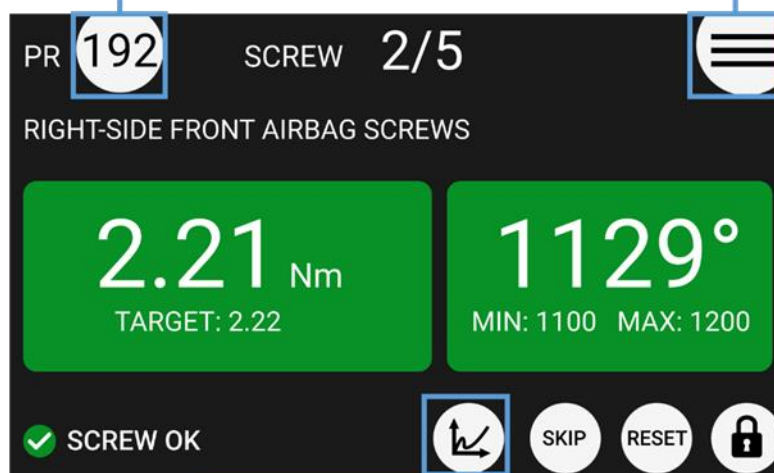 PR 192 SCREW 2/5
RIGHT-SIDE FRONT AIRBAG SCREWS
2.21 Nm
TARGET: 2.22
1129°
MIN: 1100 MAX: 1200
SCREW OK
SKIP
RESET